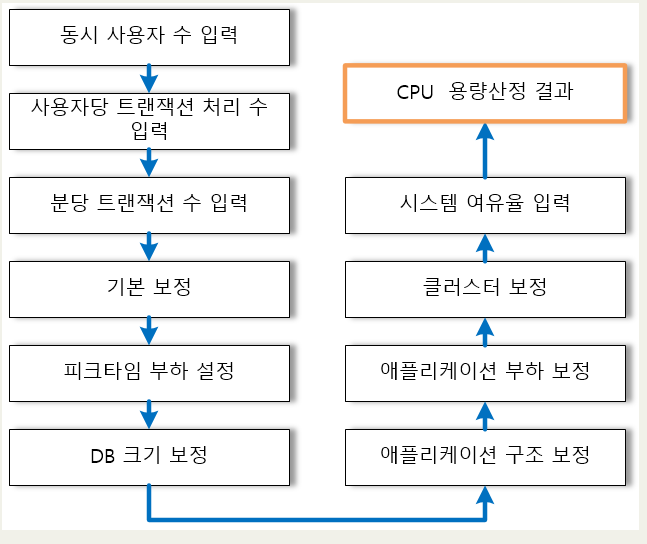 동시 사용자 수 입력
사용자당 트랜잭션 처리 수
입력
분당 트랜잭션 수 입력
기본 보정
피크타임 부하 설정
DB 크기 보정
애플리케이션 구조 보정
애플리케이션 부하 보정
클러스터 보정
시스템 여유율 입력
CPU 용량산정 결과